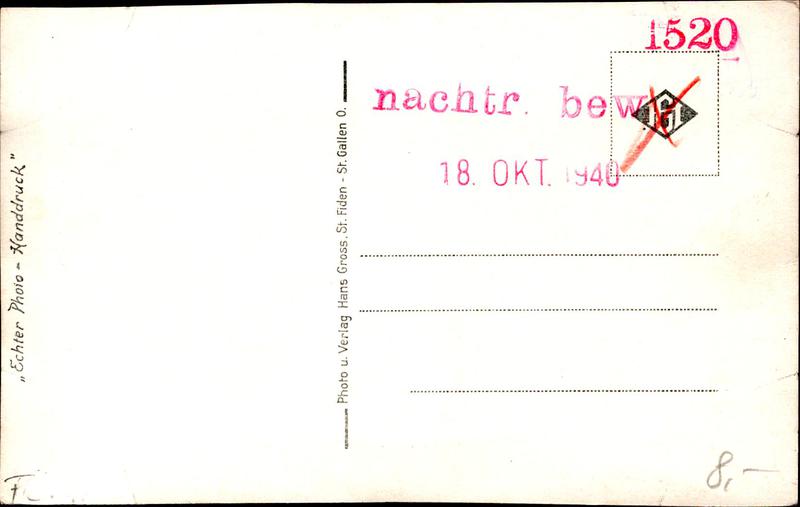 1520
nachtr. bew
18. OKT. 1940
"Echter Photo - Handdruck"
Photo u. Verlag Hans Gross, St. Fiden - St. Gallen O.
8,-